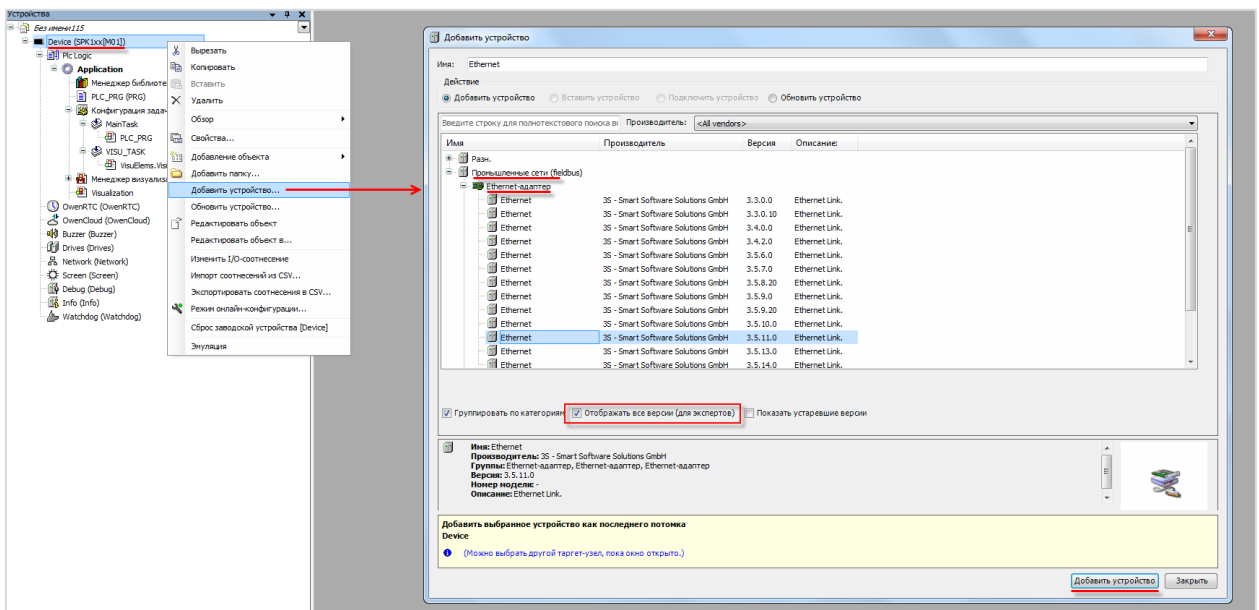 Устройства
Без имени115
Device (SPK1xx[M01])
Plc Logic
Application
Менеджер библиоте
PLC_PRG (PRG)
Конфигурация задач
MainTask
PLC_PRG
VISU_TASK
VisuElems.Visu
Менеджер визуализа
Visualization
OwenRTC (OwenRTC)
OwenCloud (OwenCloud)
Buzzer (Buzzer)
Drives (Drives)
Network (Network)
Screen (Screen)
Debug (Debug)
Info (Info)
Watchdog (Watchdog)
Вырезать
Копировать
Вставить
Удалить
Обзор
Свойства...
Добавление объекта
Добавить папку...
Добавить устройство...
Обновить устройство...
Редактировать объект
Редактировать объект в...
Изменить I/O-соотнесение
Импорт соотнесений из CSV...
Экспортировать соотнесения в CSV...
Режим онлайн-конфигурации...
Сброс заводской устройства [Device]
Эмуляция
Добавить устройство
Имя: Ethernet
Действие
Добавить устройство Вставить устройство Подключить устройство Обновить устройство
Введите строку для полнотекстового поиска во Производитель: <All vendors>
Имя Производитель Версия Описание:
Разн.
Промышленные сети (fieldbus)
Ethernet-адаптер
Ethernet 3S - Smart Software Solutions GmbH 3.3.0.0 Ethernet Link.
Ethernet 3S - Smart Software Solutions GmbH 3.3.0.10 Ethernet Link.
Ethernet 3S - Smart Software Solutions GmbH 3.4.0.0 Ethernet Link.
Ethernet 3S - Smart Software Solutions GmbH 3.4.2.0 Ethernet Link.
Ethernet 3S - Smart Software Solutions GmbH 3.5.6.0 Ethernet Link.
Ethernet 3S - Smart Software Solutions GmbH 3.5.7.0 Ethernet Link.
Ethernet 3S - Smart Software Solutions GmbH 3.5.8.20 Ethernet Link.
Ethernet 3S - Smart Software Solutions GmbH 3.5.9.0 Ethernet Link.
Ethernet 3S - Smart Software Solutions GmbH 3.5.9.20 Ethernet Link.
Ethernet 3S - Smart Software Solutions GmbH 3.5.10.0 Ethernet Link.
Ethernet 3S - Smart Software Solutions GmbH 3.5.11.0 Ethernet Link.
Ethernet 3S - Smart Software Solutions GmbH 3.5.13.0 Ethernet Link.
Ethernet 3S - Smart Software Solutions GmbH 3.5.14.0 Ethernet Link.
Группировать по категориям Отображать все версии (для экспертов) Показать устаревшие версии
Имя: Ethernet
Производитель: 3S - Smart Software Solutions GmbH
Группы: Ethernet-адаптер, Ethernet-адаптер, Ethernet-адаптер
Версия: 3.5.11.0
Номер модели: -
Описание: Ethernet Link.
Добавить выбранное устройство как последнего потомка
Device
(Можно выбрать другой таргет-узел, пока окно открыто.)
Добавить устройство Закрыть